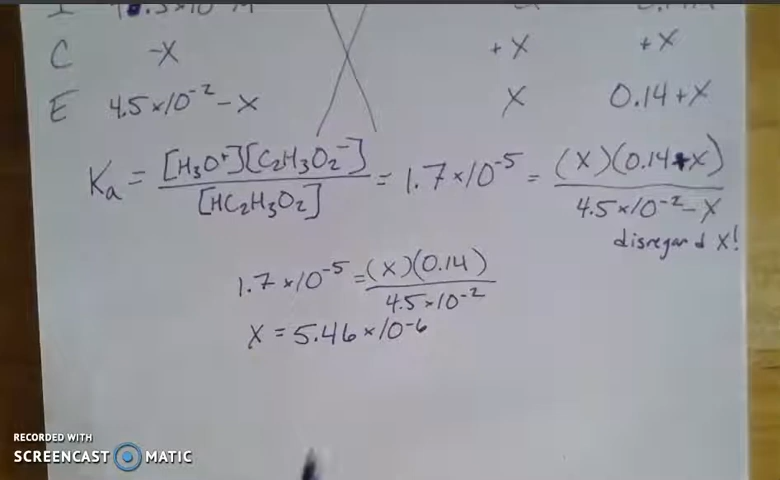 C -X +X +X
E 4.5×10⁻² - X X 0.14+X
Ka = [H₃O⁺][C₂H₃O₂⁻] / [HC₂H₃O₂] = 1.7×10⁻⁵ = (X)(0.14+X) / 4.5×10⁻² - X
disregard X!
1.7×10⁻⁵ = (X)(0.14) / 4.5×10⁻²
X = 5.46×10⁻⁶
RECORDED WITH
SCREENCAST MATIC